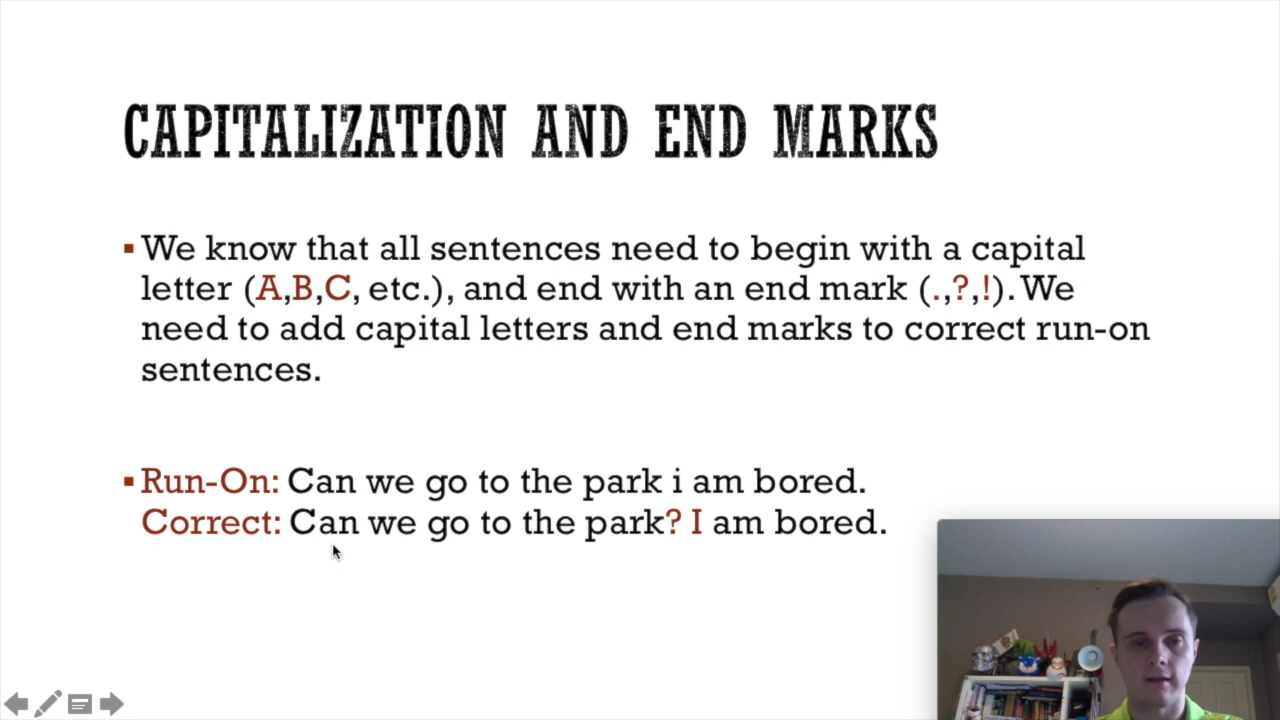 CAPITALIZATION AND END MARKS
We know that all sentences need to begin with a capital
letter (A,B,C, etc.), and end with an end mark (.,?,!). We
need to add capital letters and end marks to correct run-on
sentences.
Run-On: Can we go to the park i am bored.
Correct: Can we go to the park? I am bored.